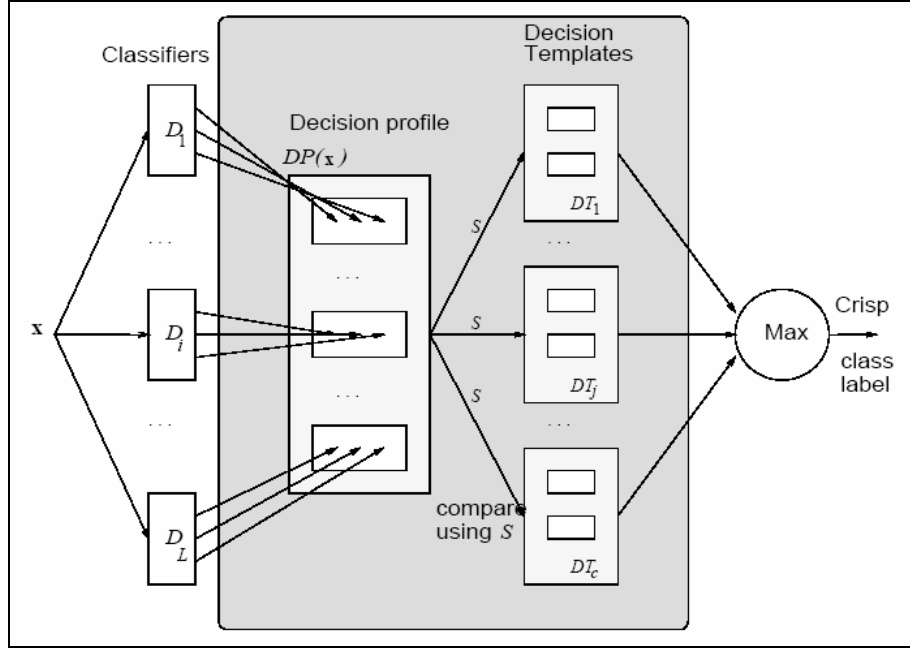 Classifiers
Decision
Templates
Decision profile
DP(x)
D1
. . .
x
Di
. . .
DL
. . .
. . .
S
S
S
compare
using S
DT1
. . .
DTj
. . .
DTc
Max
Crisp
class
label